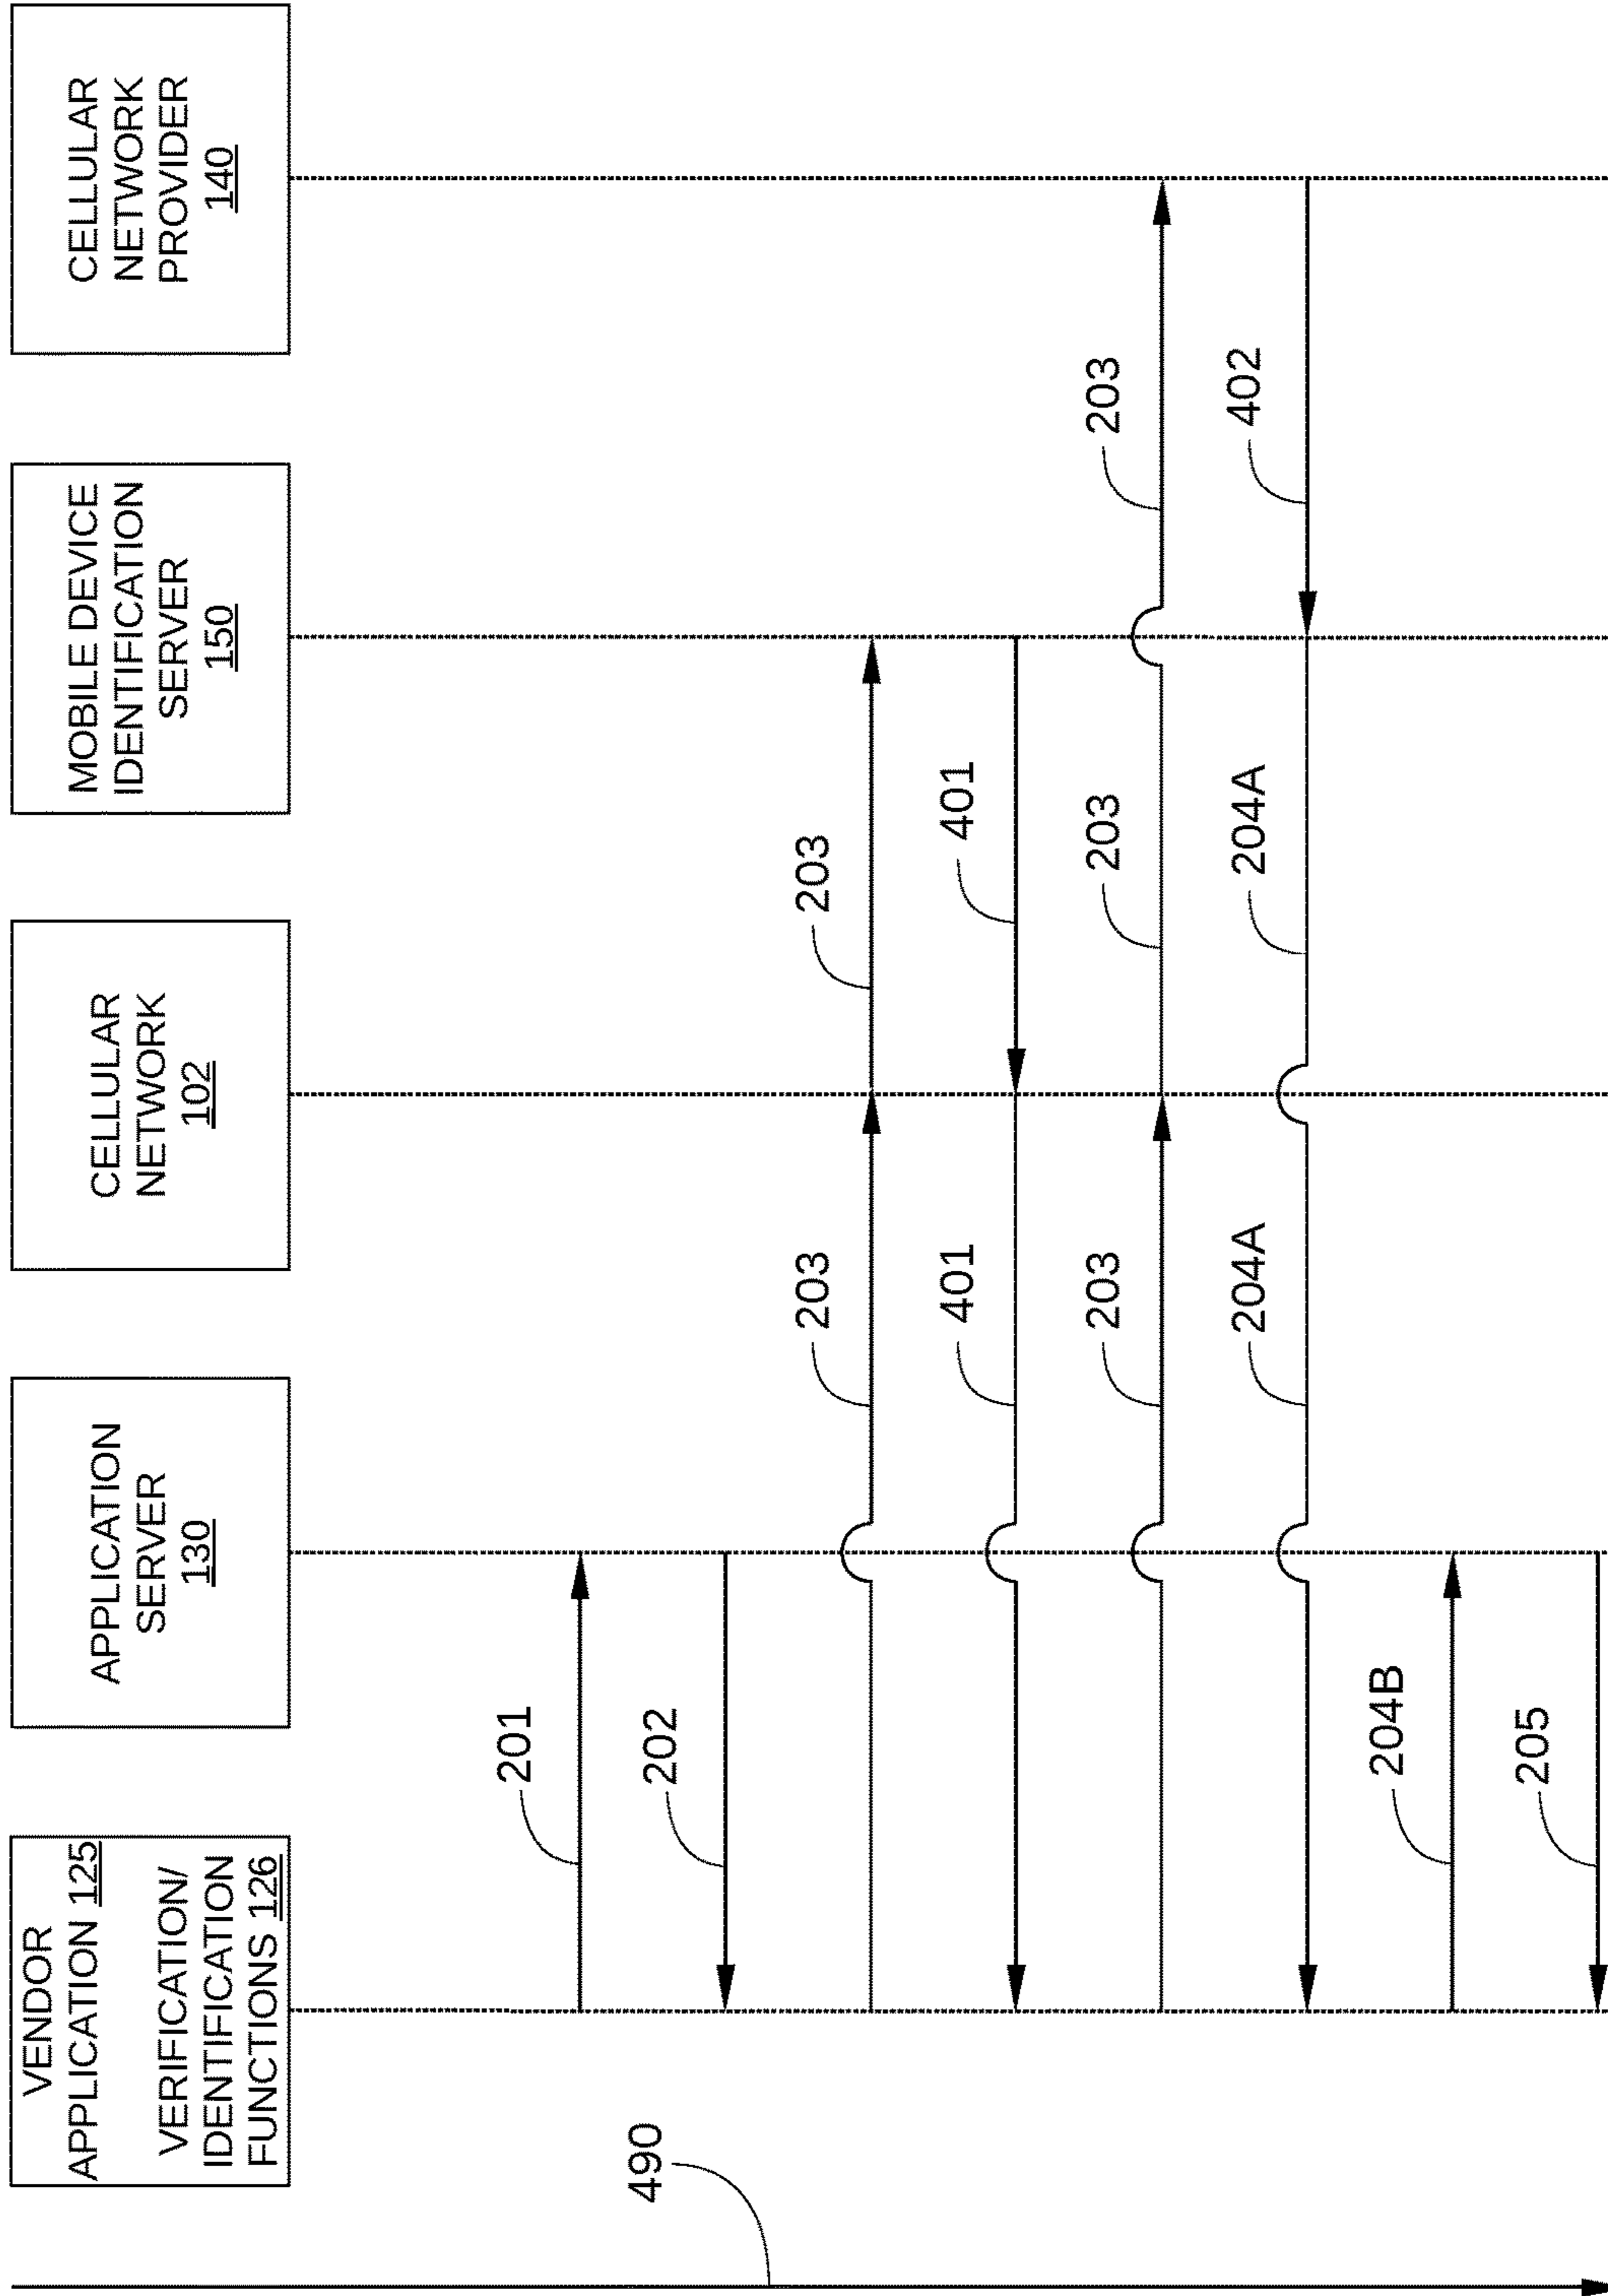 VENDOR
APPLICATION 125
VERIFICATION/
IDENTIFICATION
FUNCTIONS 126
APPLICATION
SERVER
130
CELLULAR
NETWORK
102
MOBILE DEVICE
IDENTIFICATION
SERVER
150
CELLULAR
NETWORK
PROVIDER
140
490
201
202
203
203
401
401
203
203
203
204A
204A
402
204B
205